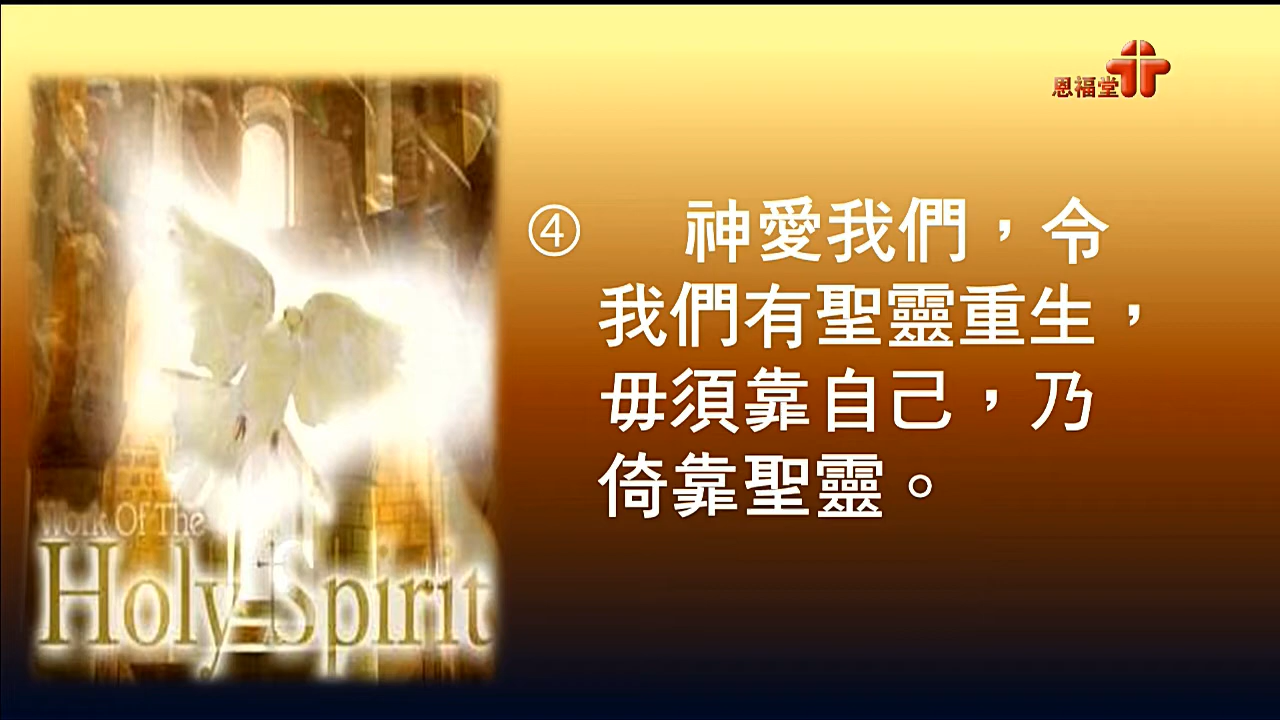 恩福堂
④ 神愛我們，令
我們有聖靈重生，
毋須靠自己，乃
倚靠聖靈。
Work Of The
Holy Spirit